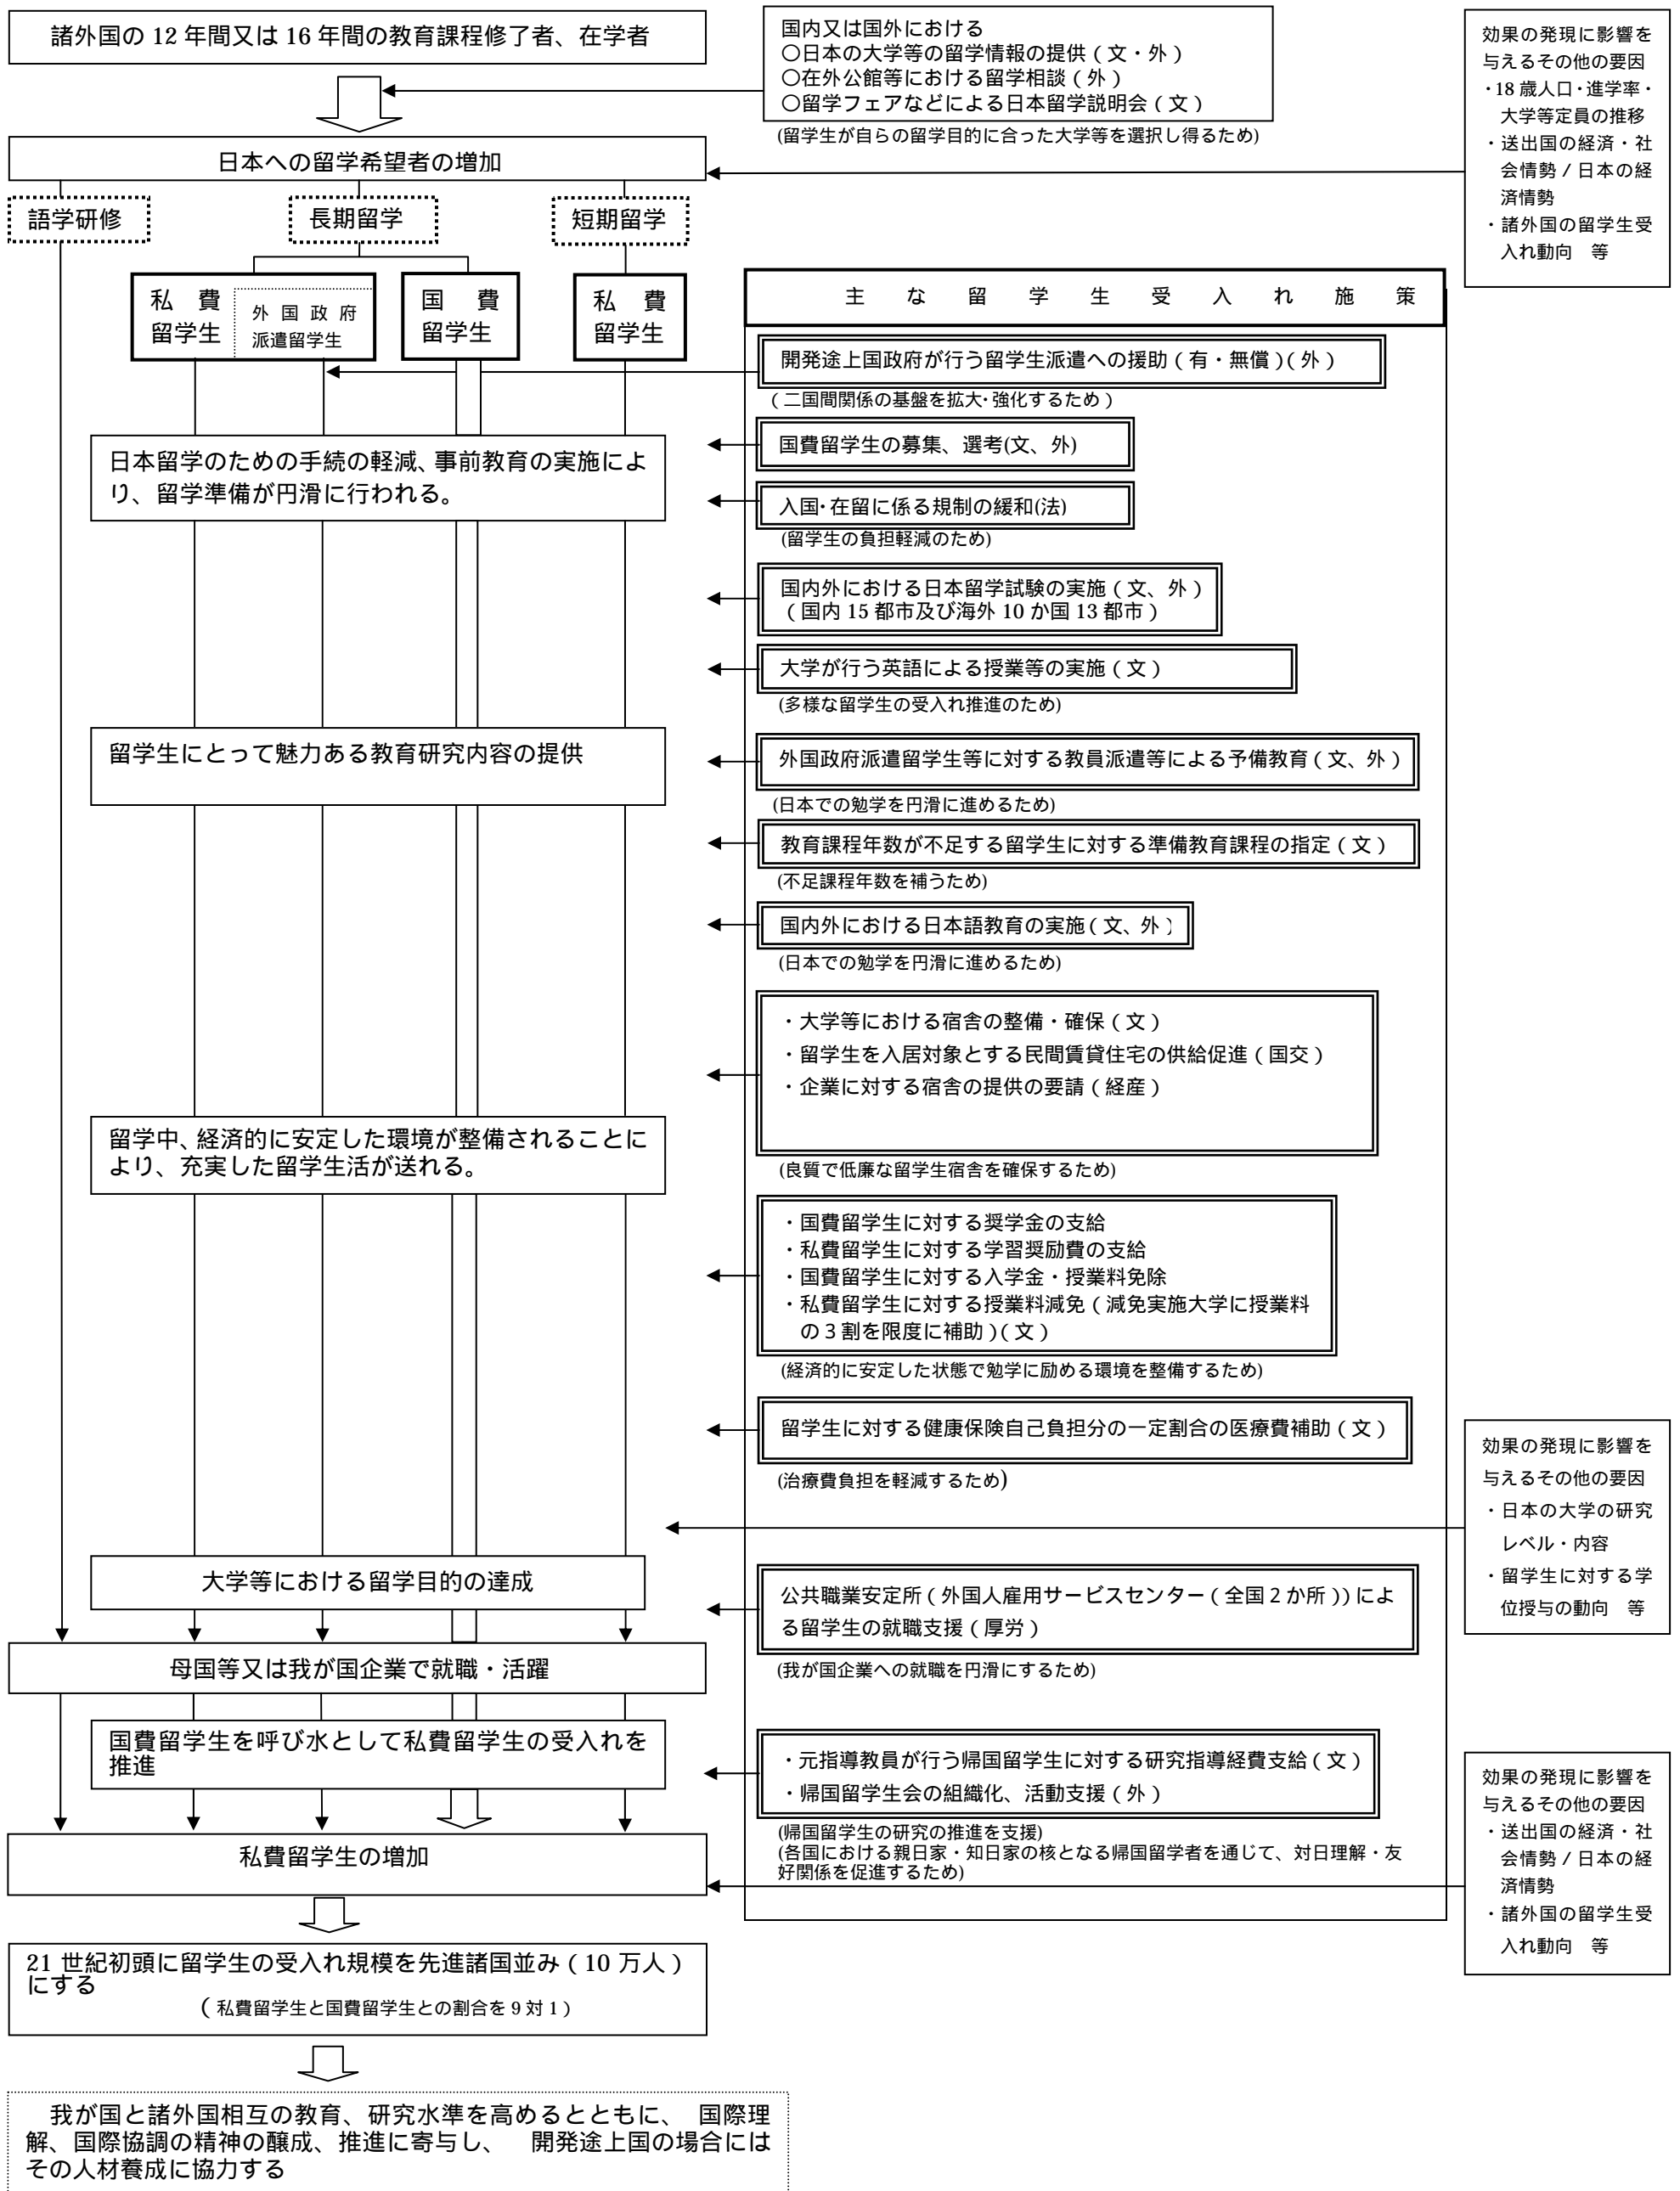 諸外国の 12 年間又は 16 年間の教育課程修了者、在学者
国内又は国外における
○日本の大学等の留学情報の提供（文・外）
○在外公館等における留学相談（外）
○留学フェアなどによる日本留学説明会（文）
(留学生が自らの留学目的に合った大学等を選択し得るため)
効果の発現に影響を
与えるその他の要因
・18 歳人口・進学率・
大学等定員の推移
・送出国の経済・社
会情勢 / 日本の経
済情勢
・諸外国の留学生受
入れ動向　等
日本への留学希望者の増加
語学研修
長期留学
短期留学
私　費
留学生
外 国 政 府
派遣留学生
国　費
留学生
私　費
留学生
主　な　留　学　生　受　入　れ　施　策
開発途上国政府が行う留学生派遣への援助（有・無償）（外）
（二国間関係の基盤を拡大・強化するため）
国費留学生の募集、選考(文、外)
日本留学のための手続の軽減、事前教育の実施によ
り、留学準備が円滑に行われる。
入国・在留に係る規制の緩和(法)
(留学生の負担軽減のため)
国内外における日本留学試験の実施（文、外）
（国内 15 都市及び海外 10 か国 13 都市）
大学が行う英語による授業等の実施（文）
(多様な留学生の受入れ推進のため)
留学生にとって魅力ある教育研究内容の提供
外国政府派遣留学生等に対する教員派遣等による予備教育（文、外）
(日本での勉学を円滑に進めるため)
教育課程年数が不足する留学生に対する準備教育課程の指定（文）
(不足課程年数を補うため)
国内外における日本語教育の実施（文、外）
(日本での勉学を円滑に進めるため)
・大学等における宿舎の整備・確保（文）
・留学生を入居対象とする民間賃貸住宅の供給促進（国交）
・企業に対する宿舎の提供の要請（経産）
(良質で低廉な留学生宿舎を確保するため)
留学中、経済的に安定した環境が整備されることに
より、充実した留学生活が送れる。
・国費留学生に対する奨学金の支給
・私費留学生に対する学習奨励費の支給
・国費留学生に対する入学金・授業料免除
・私費留学生に対する授業料減免（減免実施大学に授業料
の３割を限度に補助）（文）
(経済的に安定した状態で勉学に励める環境を整備するため)
留学生に対する健康保険自己負担分の一定割合の医療費補助（文）
(治療費負担を軽減するため)
効果の発現に影響を
与えるその他の要因
・日本の大学の研究
レベル・内容
・留学生に対する学
位授与の動向　等
大学等における留学目的の達成
公共職業安定所（外国人雇用サービスセンター（全国２か所））によ
る留学生の就職支援（厚労）
(我が国企業への就職を円滑にするため)
母国等又は我が国企業で就職・活躍
国費留学生を呼び水として私費留学生の受入れを
推進
・元指導教員が行う帰国留学生に対する研究指導経費支給（文）
・帰国留学生会の組織化、活動支援（外）
(帰国留学生の研究の推進を支援)
(各国における親日家・知日家の核となる帰国留学者を通じて、対日理解・友
好関係を促進するため)
効果の発現に影響を
与えるその他の要因
・送出国の経済・社
会情勢 / 日本の経
済情勢
・諸外国の留学生受
入れ動向　等
私費留学生の増加
21 世紀初頭に留学生の受入れ規模を先進諸国並み（10 万人）
にする
（私費留学生と国費留学生との割合を 9 対 1）
我が国と諸外国相互の教育、研究水準を高めるとともに、　国際理
解、国際協調の精神の醸成、推進に寄与し、　開発途上国の場合には
その人材養成に協力する